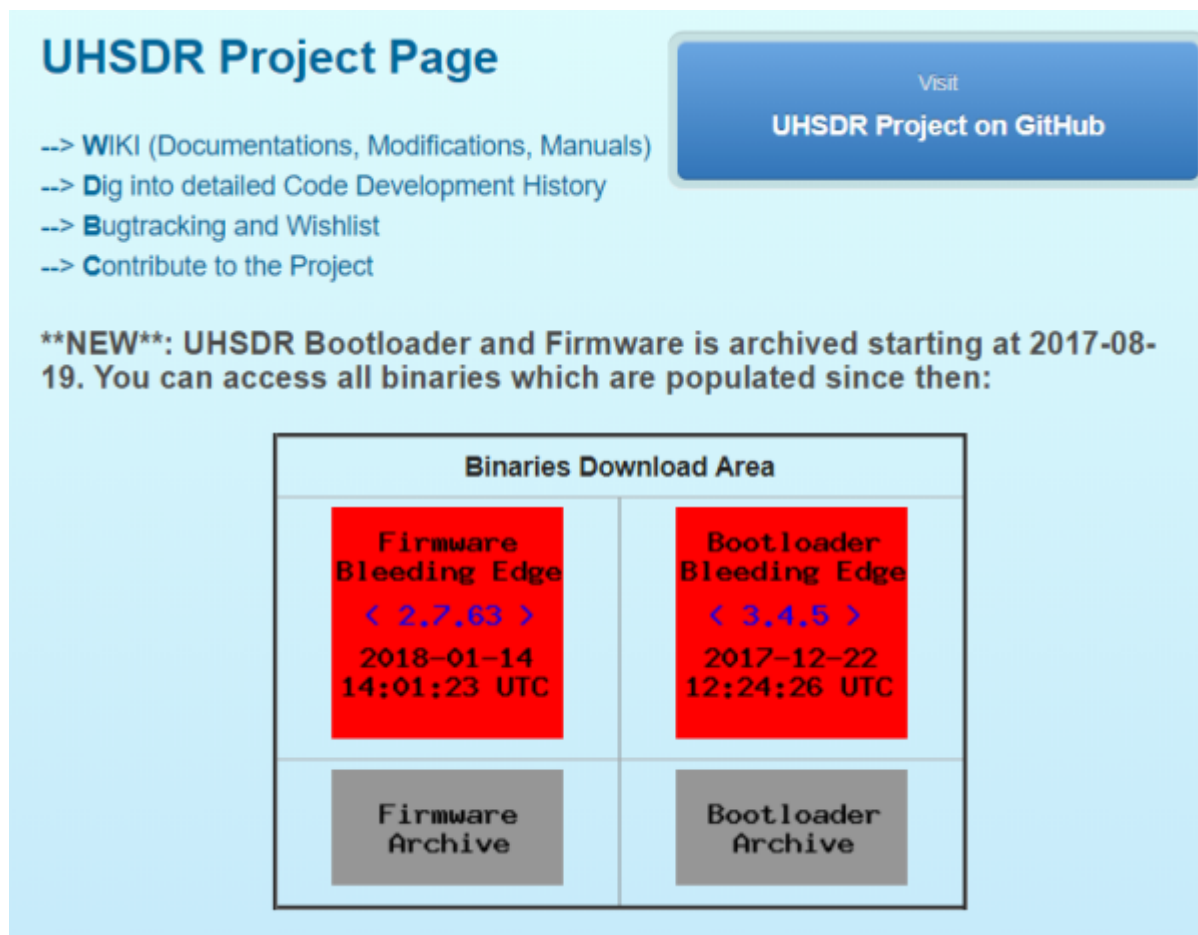 UHSDR Project Page
Visit
UHSDR Project on GitHub
--> WIKI (Documentations, Modifications, Manuals)
--> Dig into detailed Code Development History
--> Bugtracking and Wishlist
--> Contribute to the Project
**NEW**: UHSDR Bootloader and Firmware is archived starting at 2017-08-
19. You can access all binaries which are populated since then:
Binaries Download Area
Firmware
Bleeding Edge
< 2.7.63 >
2018-01-14
14:01:23 UTC
Bootloader
Bleeding Edge
< 3.4.5 >
2017-12-22
12:24:26 UTC
Firmware
Archive
Bootloader
Archive